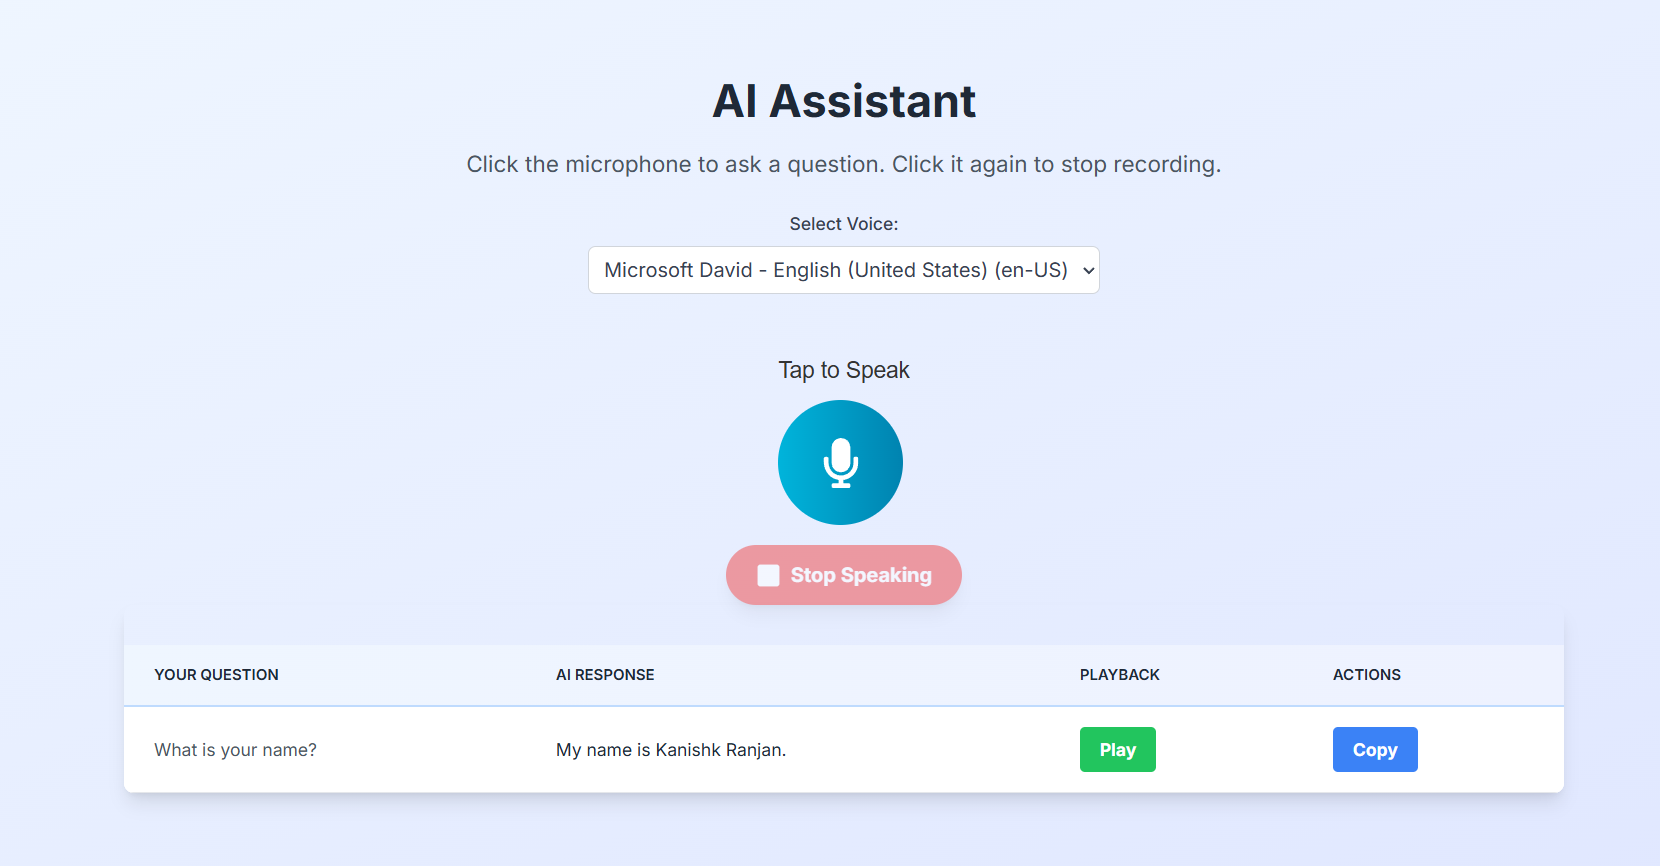 AI Assistant
Click the microphone to ask a question. Click it again to stop recording.
Select Voice:
Microsoft David - English (United States) (en-US)
Tap to Speak
Stop Speaking
YOUR QUESTION AI RESPONSE PLAYBACK ACTIONS
What is your name? My name is Kanishk Ranjan. Play Copy